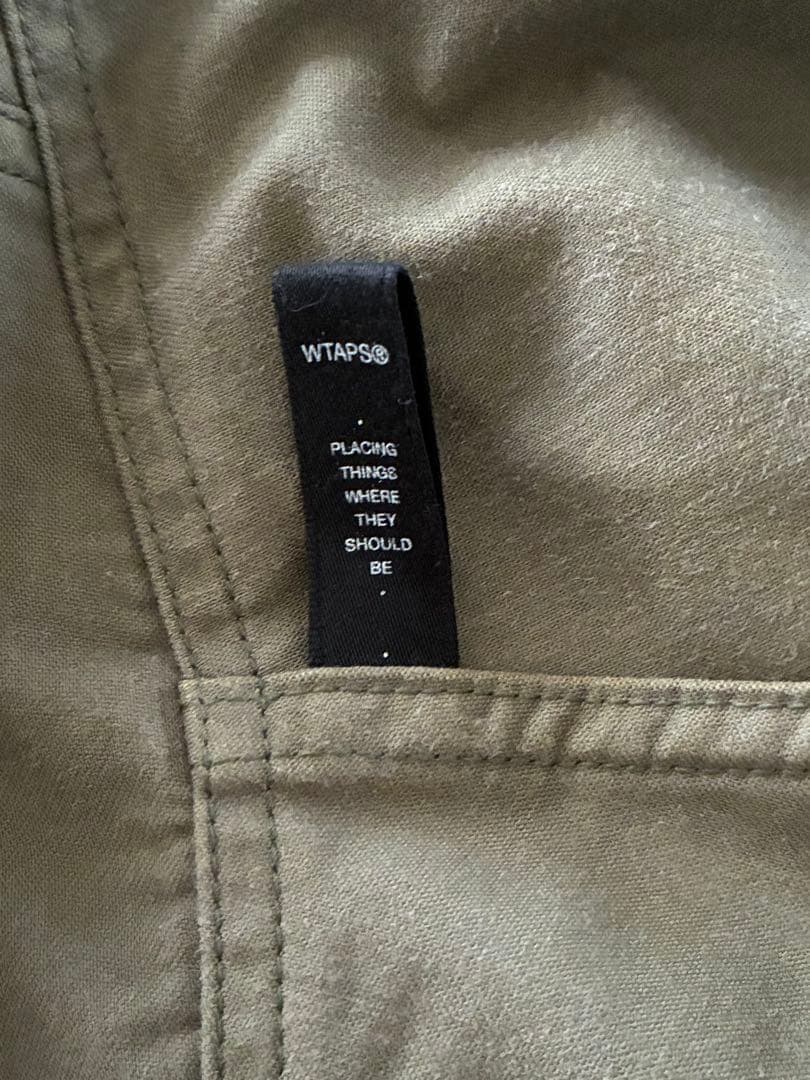 WTAPS®
PLACING
THINGS
WHERE
THEY
SHOULD
BE